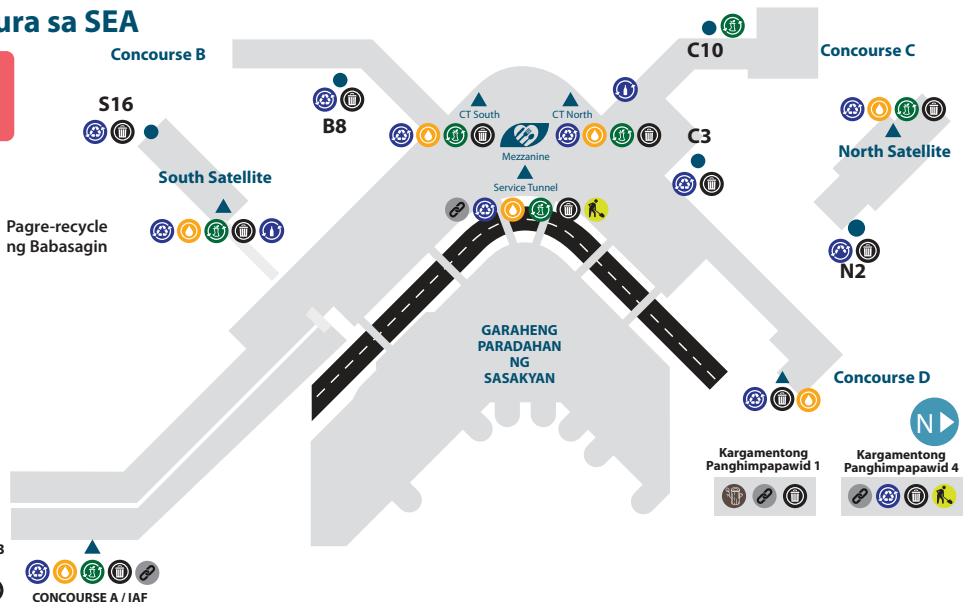 ura sa SEA
Concourse B
C10
Concourse C
S16
B8
CT South
CT North
C3
Mezzanine
North Satellite
South Satellite
Service Tunnel
Pagre-recycle
ng Babasagin
N2
GARAHENG
PARADAHAN
NG
SASAKYAN
Concourse D
N
Kargamentong
Panghimpapawid 1
Kargamentong
Panghimpapawid 4
CONCOURSE A / IAF